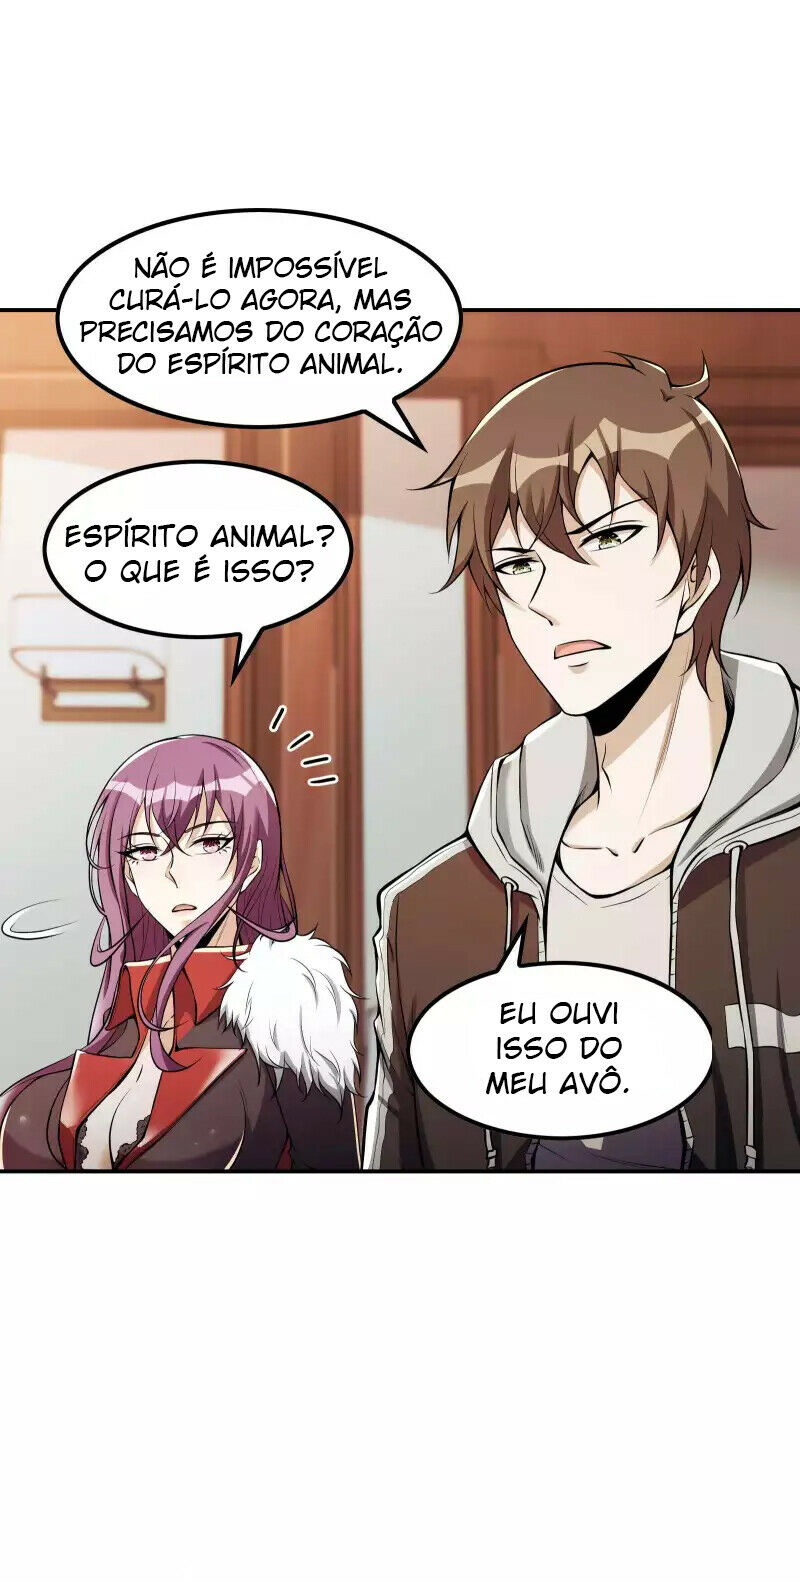 NÃO É IMPOSSÍVEL
CURÁ-LO AGORA, MAS
PRECISAMOS DO CORAÇÃO
DO ESPÍRITO ANIMAL.
ESPÍRITO ANIMAL?
O QUE É ISSO?
EU OUVI
ISSO DO
MEU AVÔ.